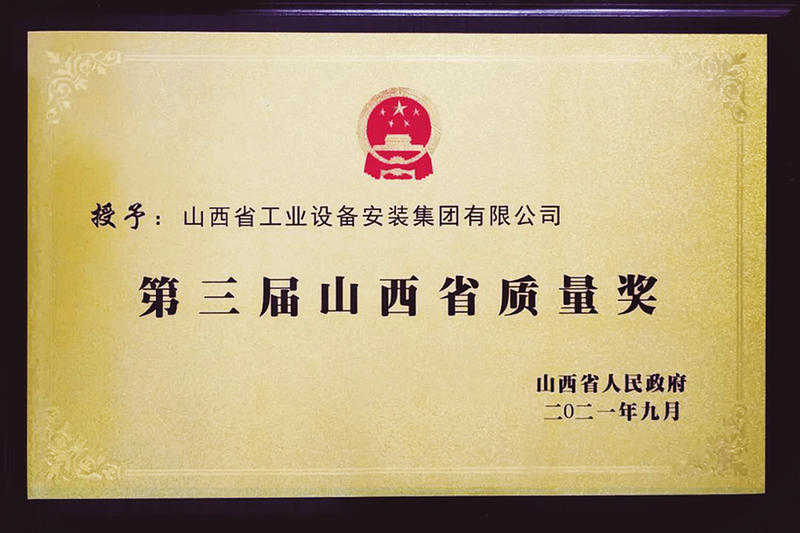 授予：山西省工业设备安装集团有限公司
第三届山西省质量奖
山西省人民政府
二〇二一年九月